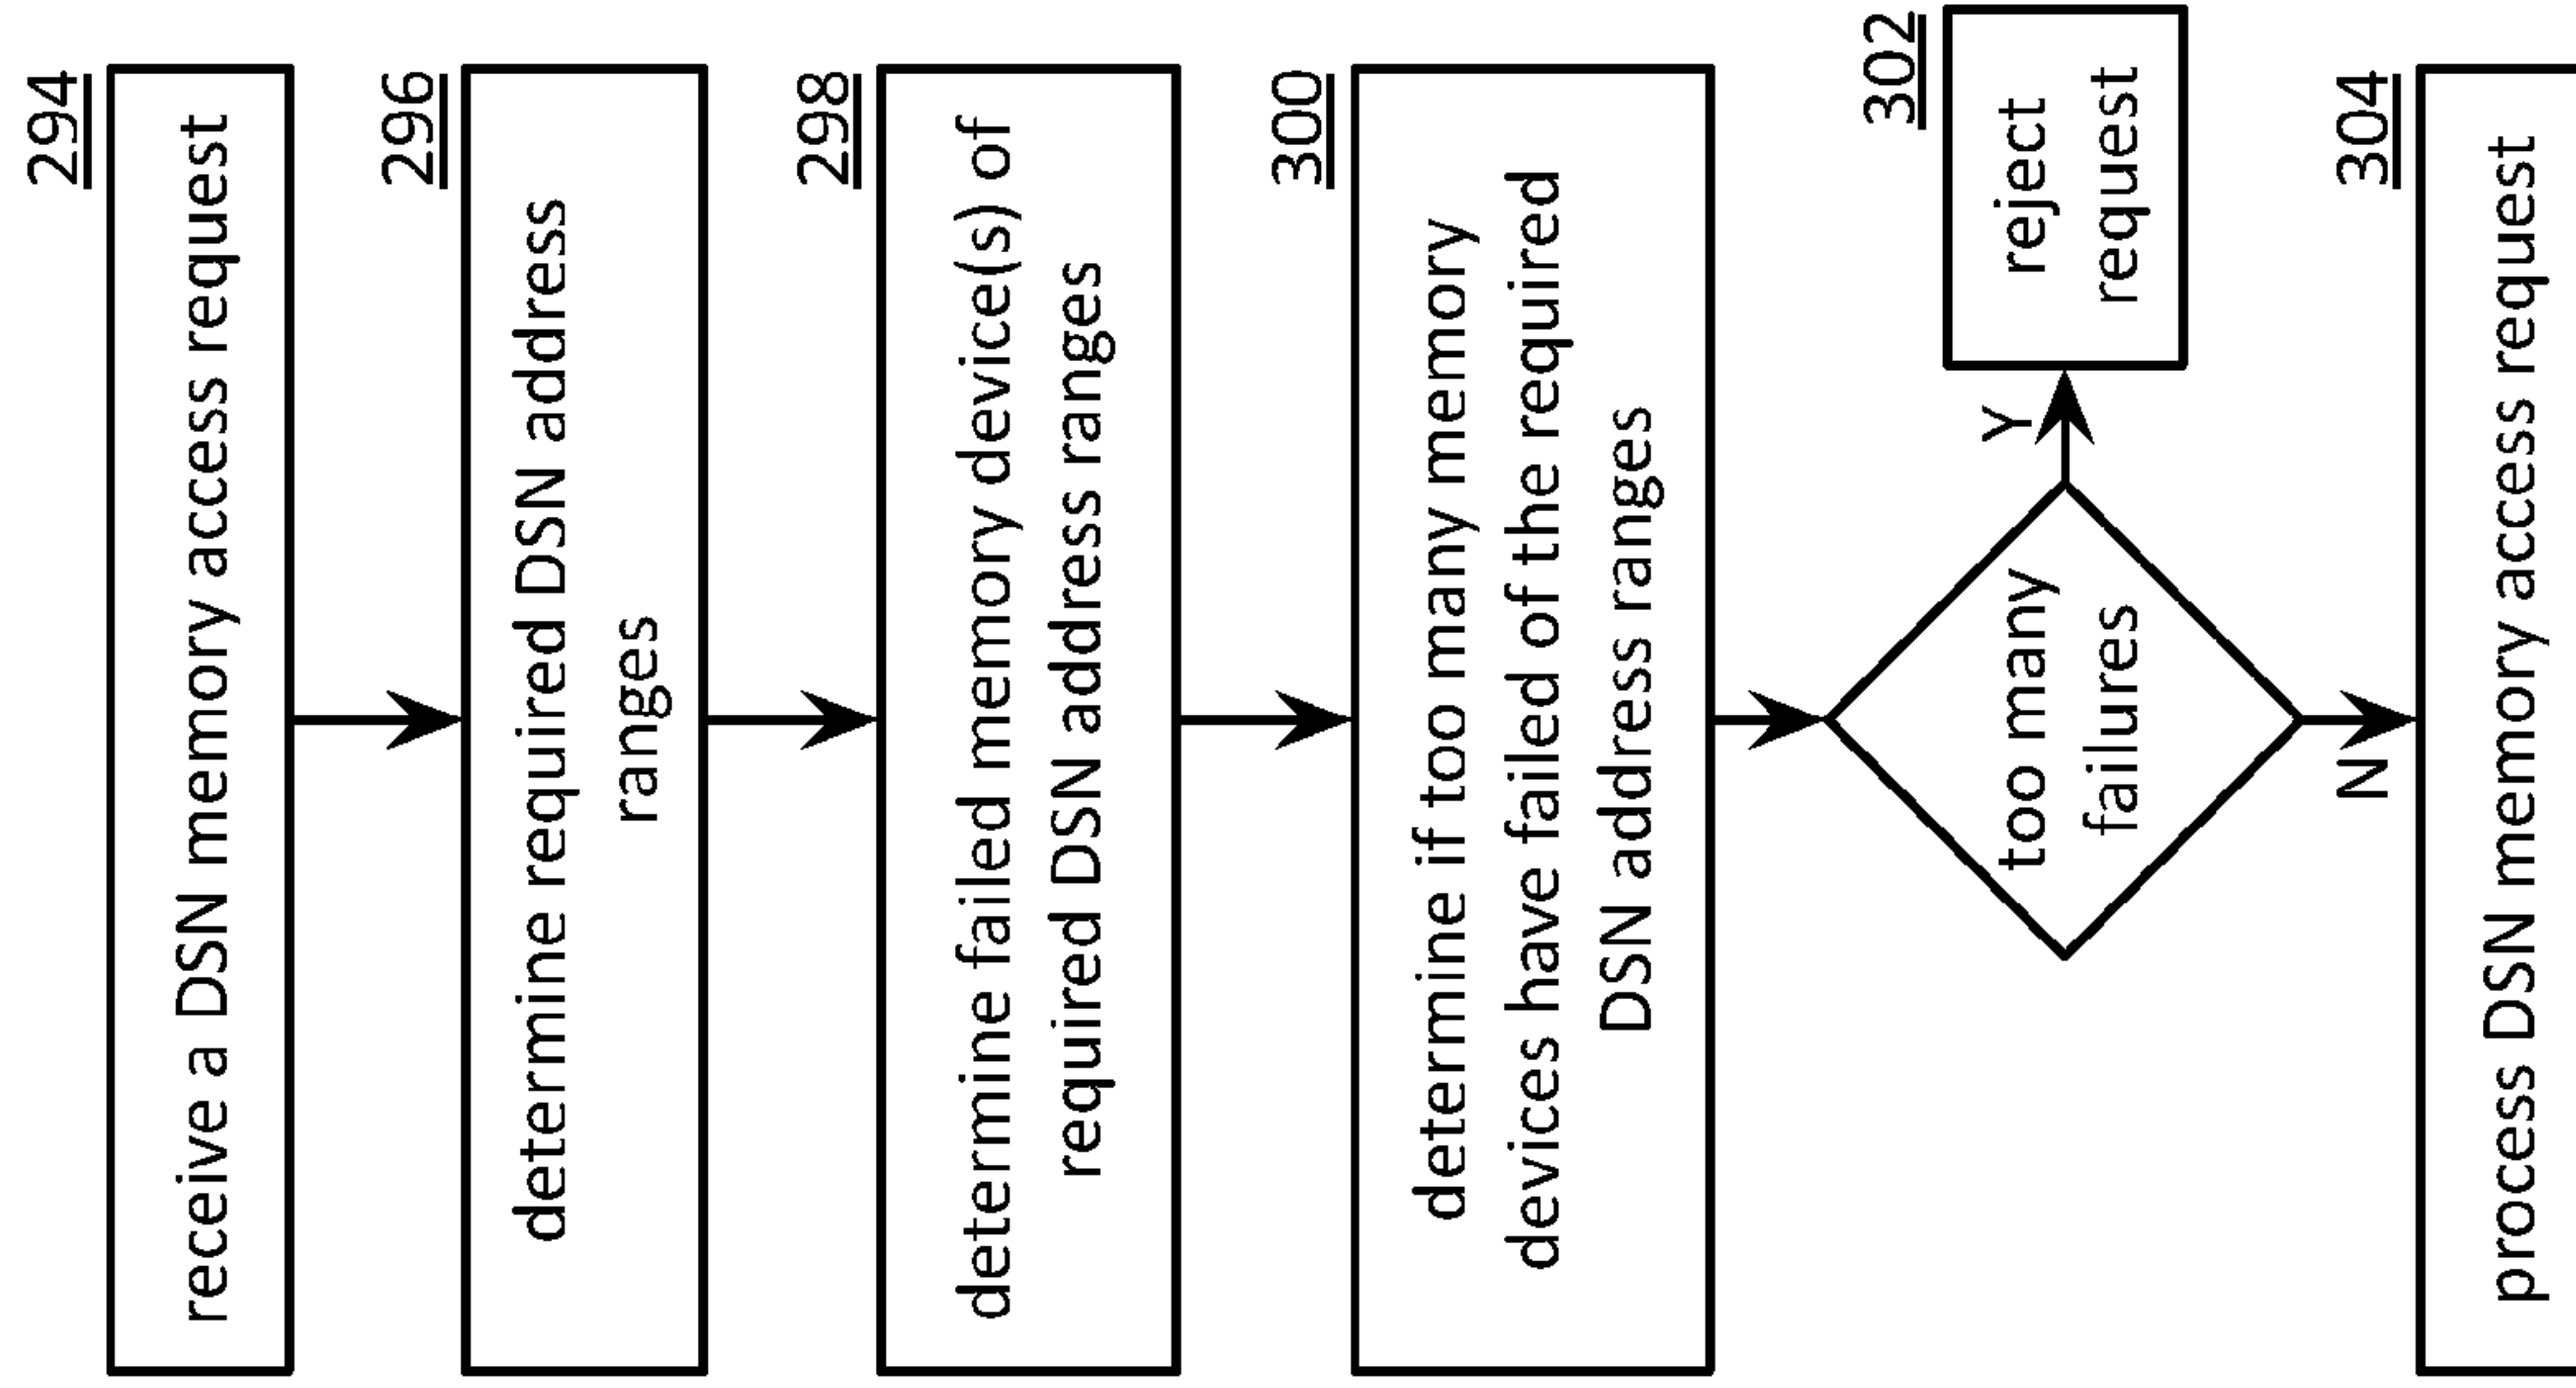 294
receive a DSN memory access request
296
determine required DSN address
ranges
298
determine failed memory device(s) of
required DSN address ranges
300
determine if too many memory
devices have failed of the required
DSN address ranges
too many
failures
Y
302
reject
request
N
304
process DSN memory access request